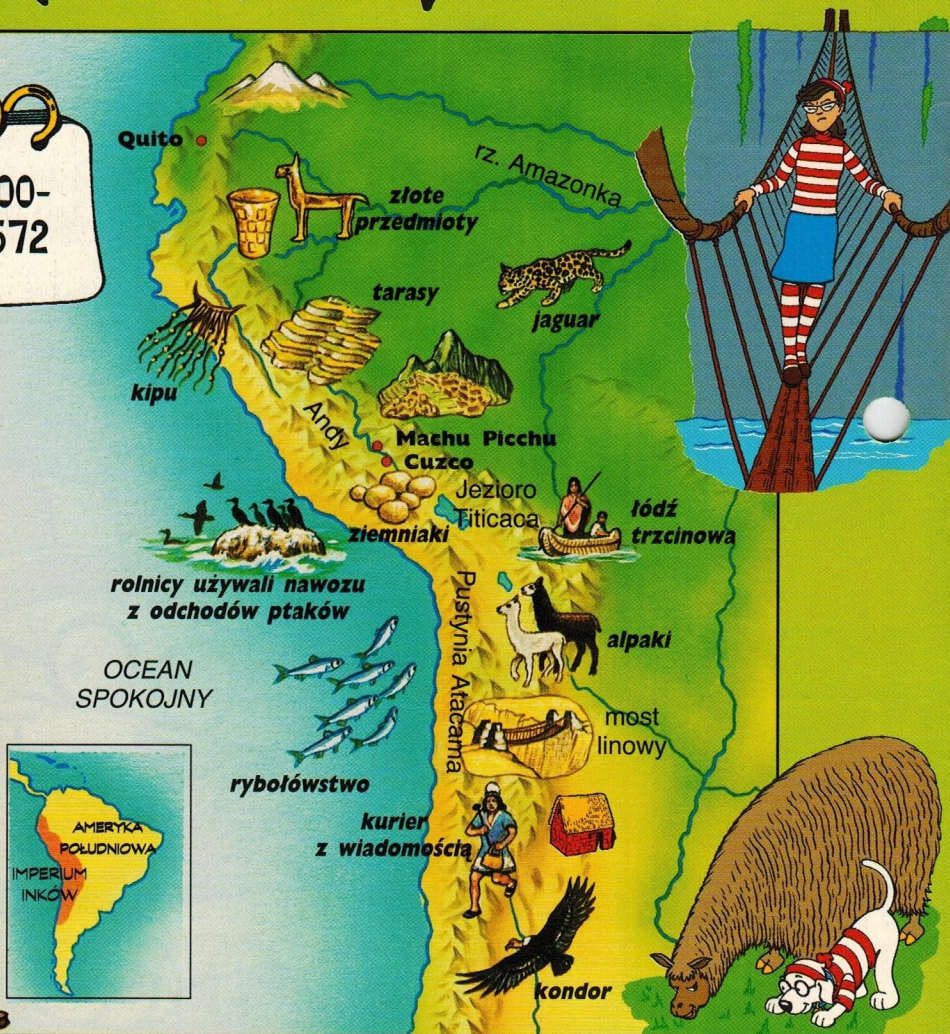 00-
572
Quito
rz. Amazonka
złote
przedmioty
tarasy
jaguar
kipu
Andy
Machu Picchu
Cuzco
Jezioro
Titicaca
ziemniaki
łódź
trzcinowa
rolnicy używali nawozu
z odchodów ptaków
Pustynia Atacama
alpaki
OCEAN
SPOKOJNY
most
linowy
rybołówstwo
kurier
z wiadomością
AMERYKA
POŁUDNIOWA
IMPERIUM
INKÓW
kondor